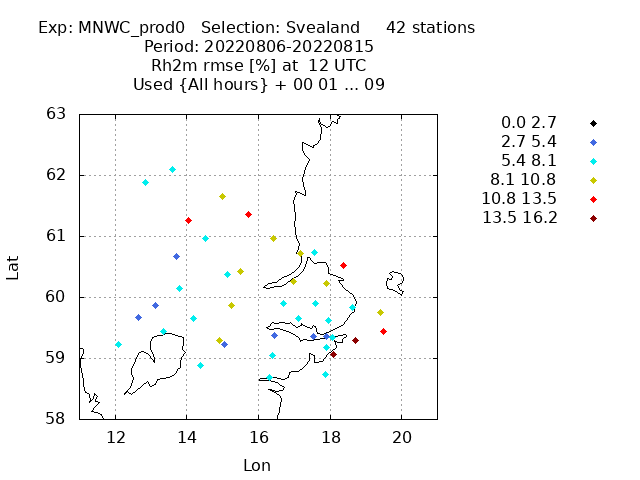 Exp: MNWC_prod0 Selection: Svealand 42 stations
Period: 20220806-20220815
Rh2m rmse [%] at 12 UTC
Used {All hours} + 00 01 ... 09
63
62
61
60
59
58
Lat
12 14 16 18 20
Lon
0.0 2.7
2.7 5.4
5.4 8.1
8.1 10.8
10.8 13.5
13.5 16.2